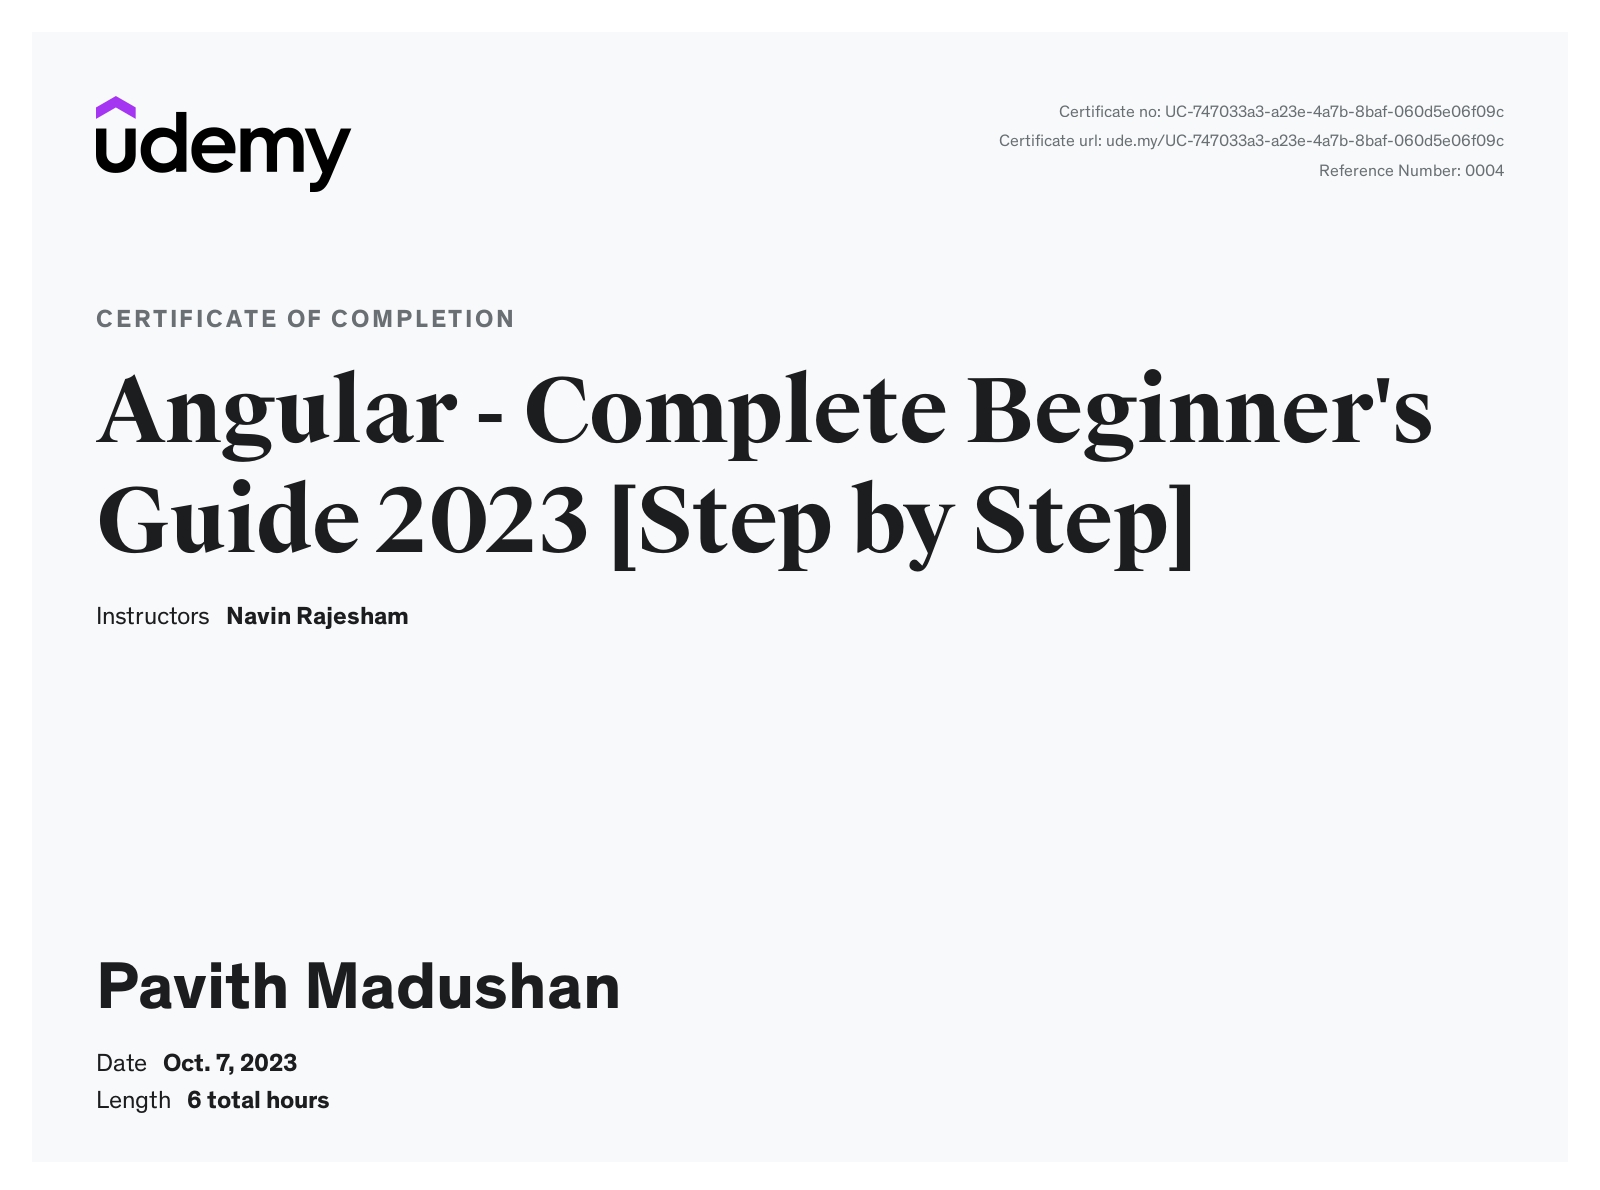 udemy
Certificate no: UC-747033a3-a23e-4a7b-8baf-060d5e06f09c
Certificate url: ude.my/UC-747033a3-a23e-4a7b-8baf-060d5e06f09c
Reference Number: 0004
CERTIFICATE OF COMPLETION
Angular - Complete Beginner's
Guide 2023 [Step by Step]
Instructors Navin Rajesham
Pavith Madushan
Date Oct. 7, 2023
Length 6 total hours